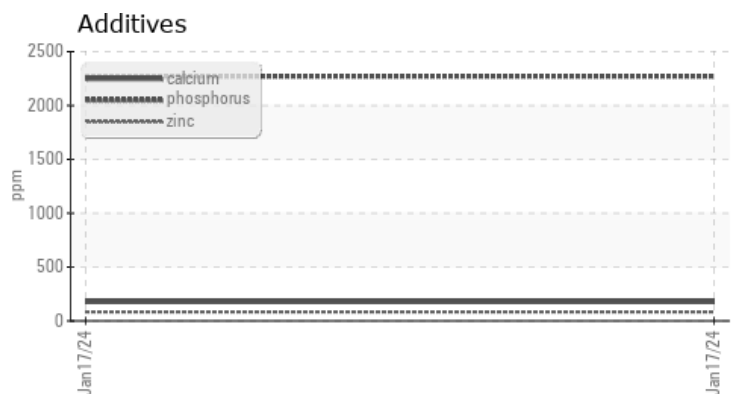 Additives
2500
2000
1500
1000
500
0
ppm
calcium
phosphorus
zinc
Jan17/24
Jan17/24